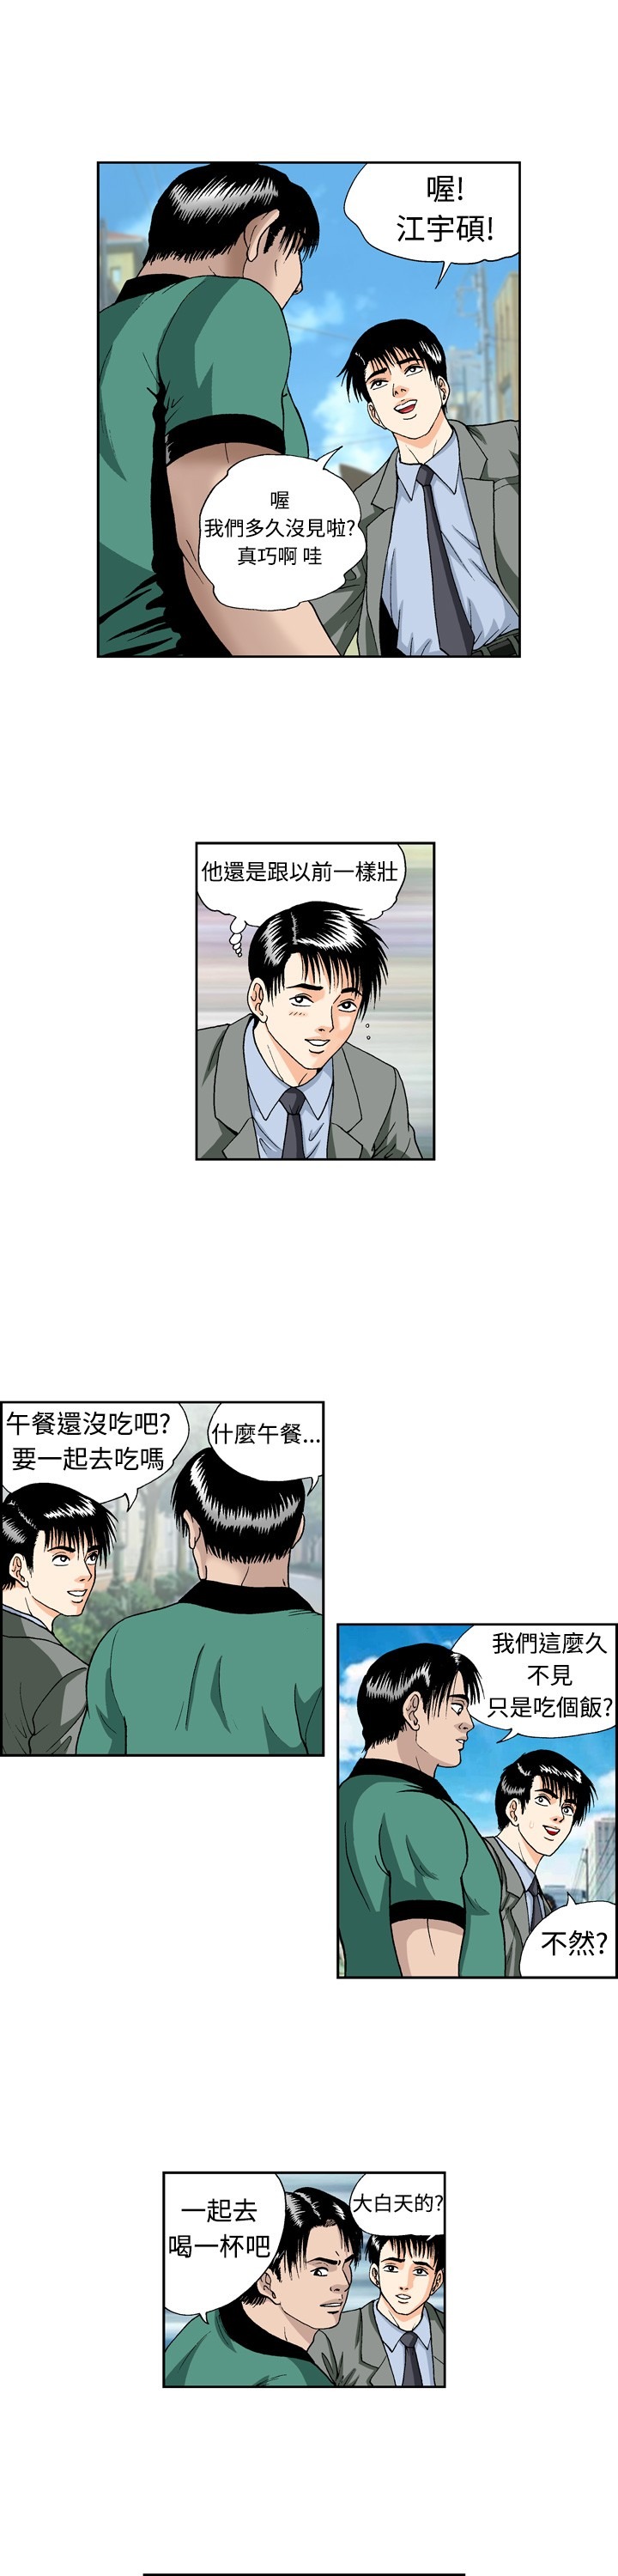 喔!
江宇碩!
喔
我們多久沒見啦?
真巧啊 哇
他還是跟以前一樣壯
午餐還沒吃吧?
要一起去吃嗎
什麼午餐...
我們這麼久
不見
只是吃個飯?
不然?
一起去
喝一杯吧
大白天的?